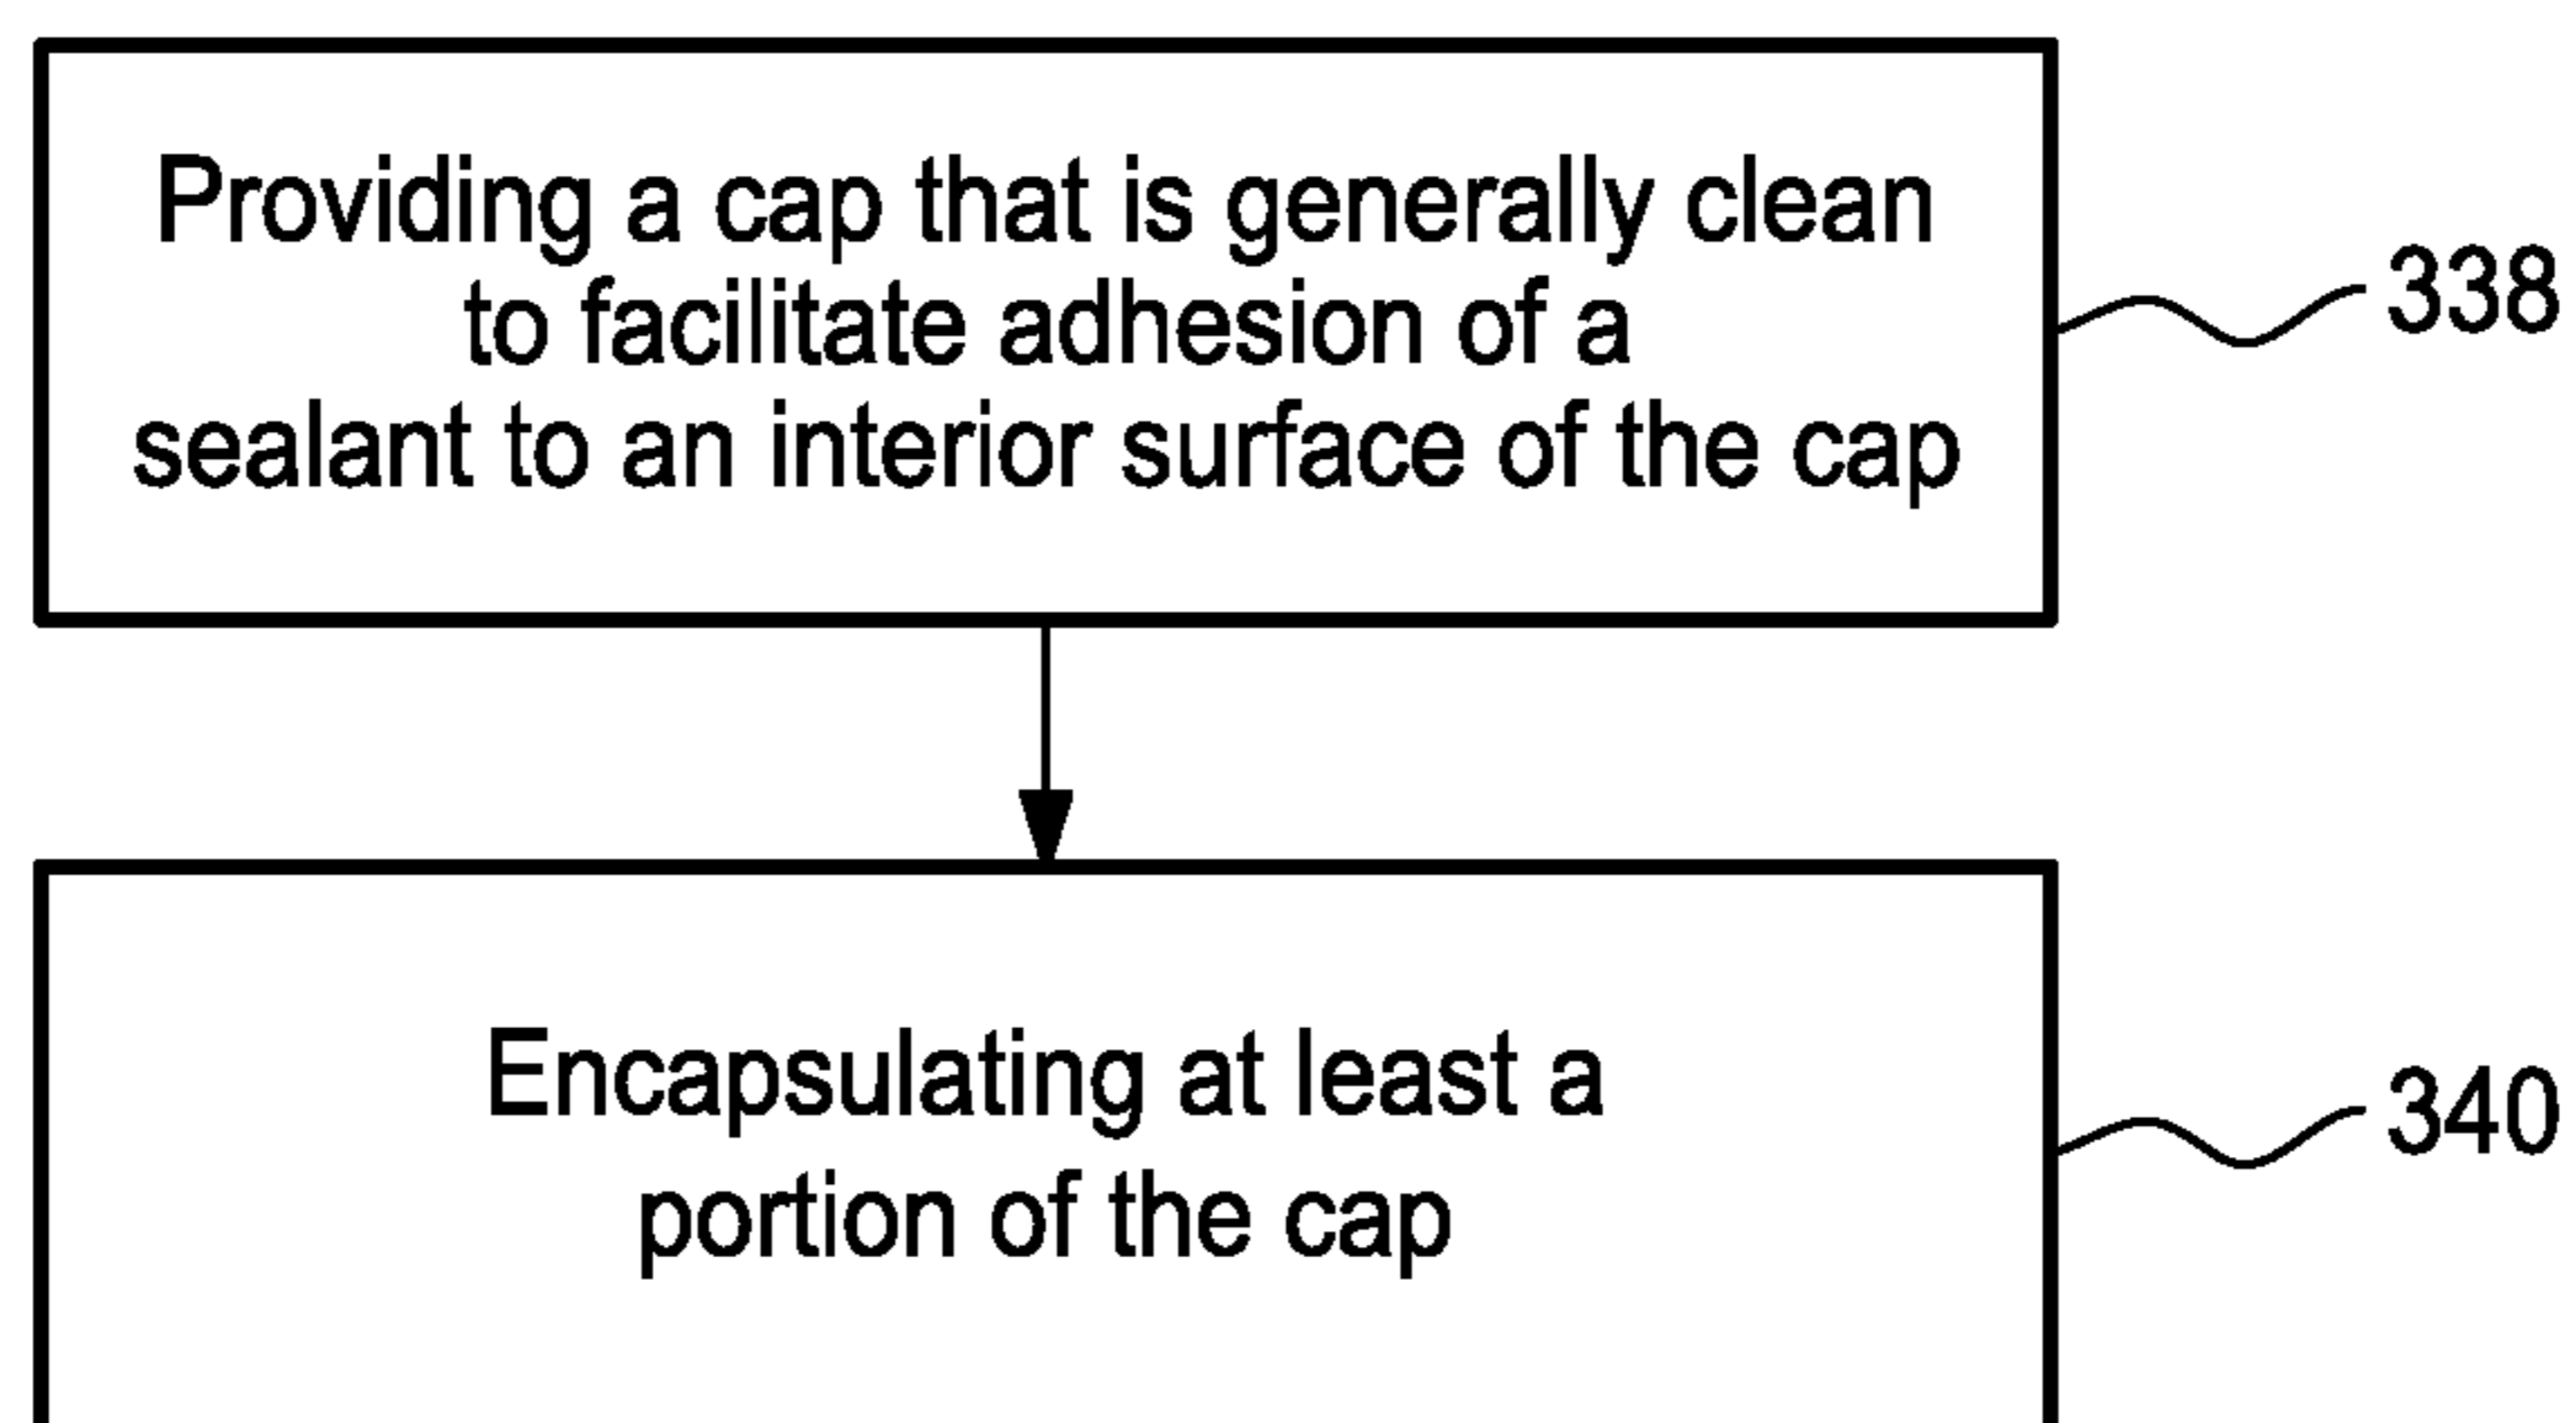 Providing a cap that is generally clean
to facilitate adhesion of a
sealant to an interior surface of the cap
338
Encapsulating at least a
portion of the cap
340